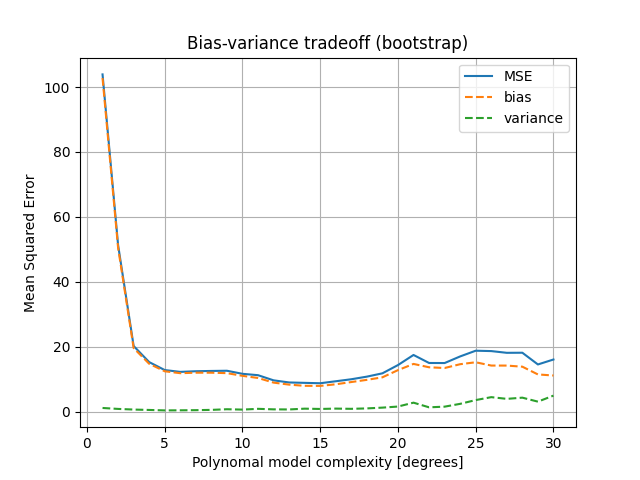 Bias-variance tradeoff (bootstrap)
MSE
bias
variance
Mean Squared Error
100
80
60
40
20
0
0 5 10 15 20 25 30
Polynomal model complexity [degrees]